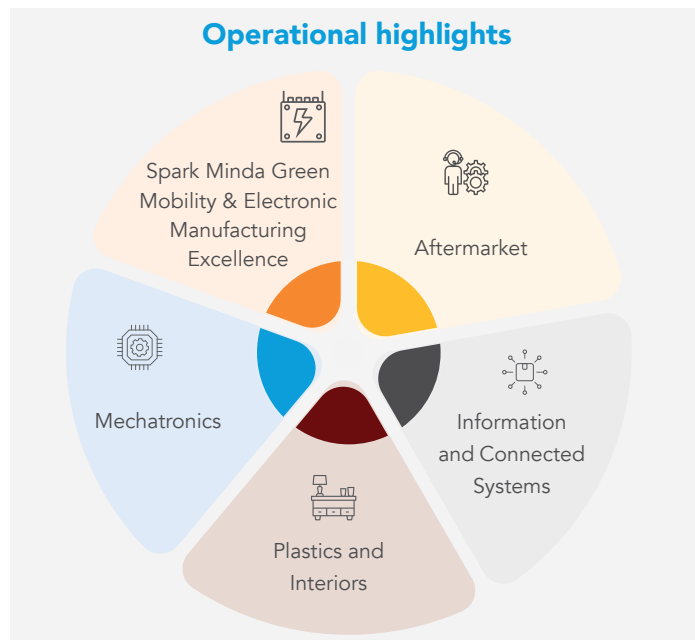 Operational highlights
Spark Minda Green
Mobility & Electronic
Manufacturing
Excellence
Aftermarket
Mechatronics
Information
and Connected
Systems
Plastics and
Interiors